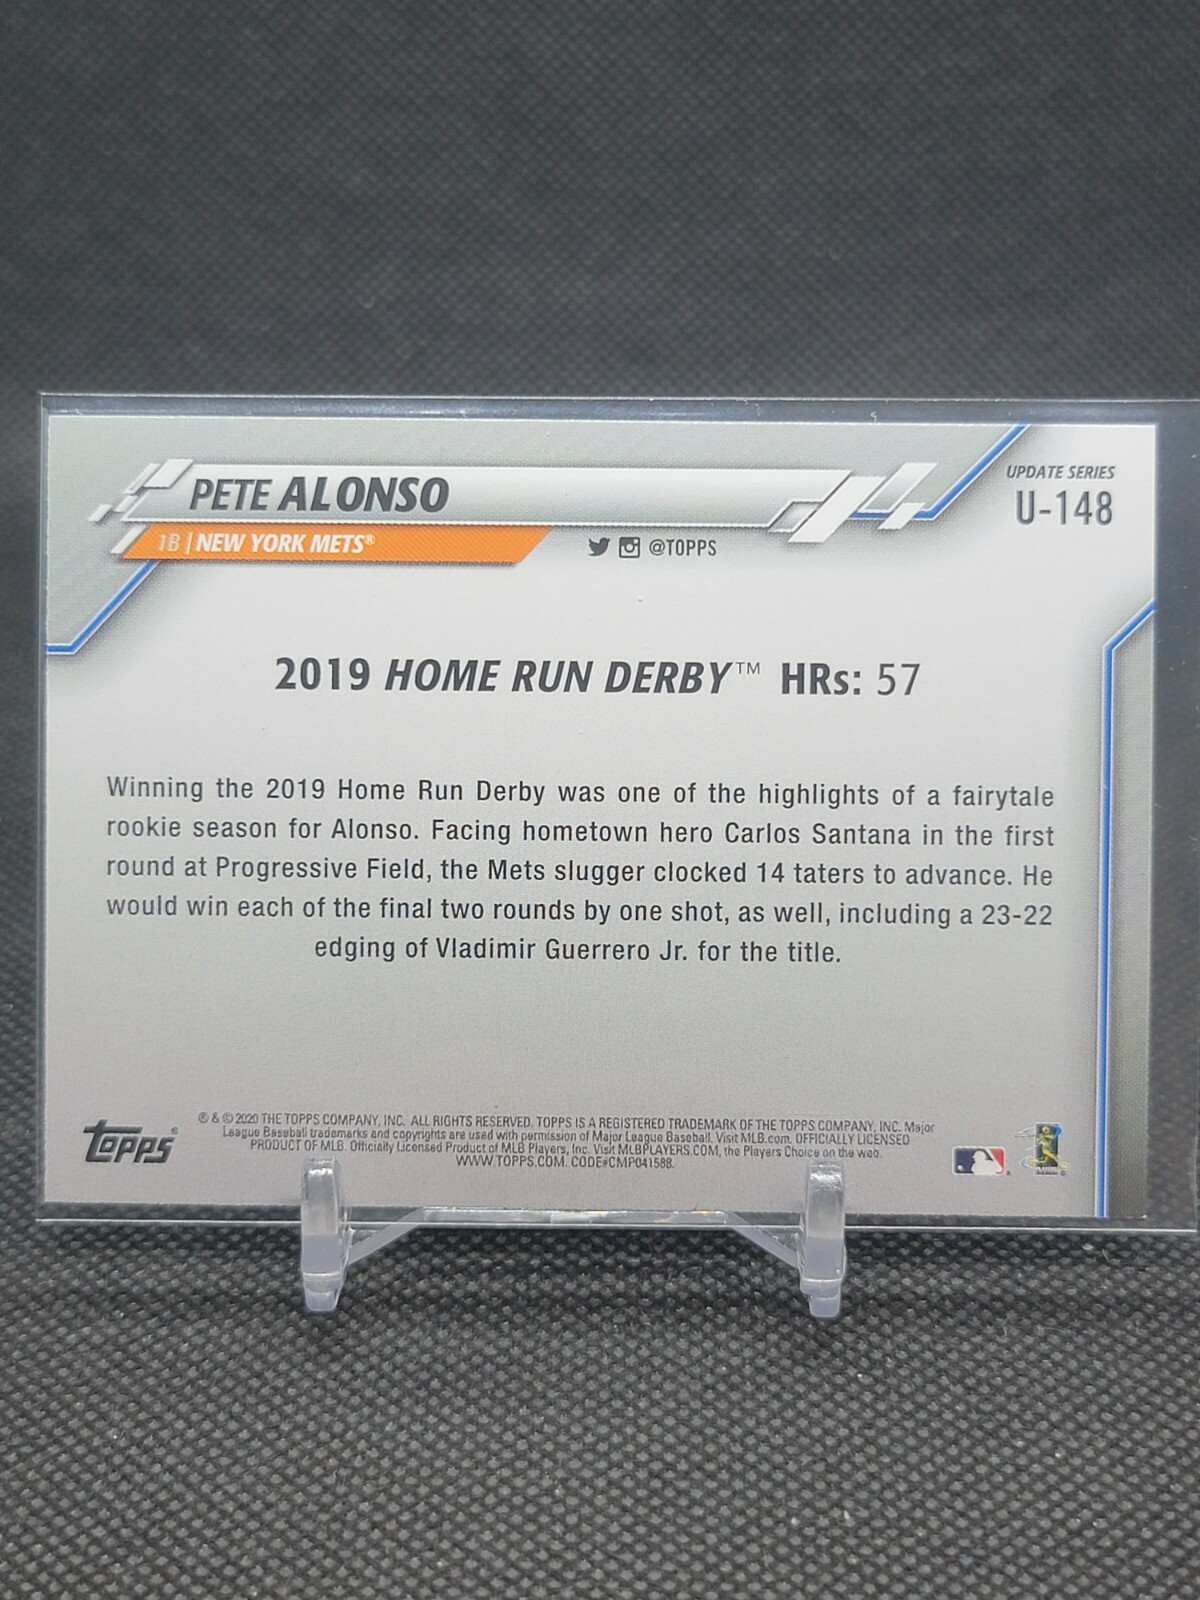 PETE ALONSO
1B | NEW YORK METS®
@TOPPS
UPDATE SERIES
U-148
2019 HOME RUN DERBY™ HRs: 57
Winning the 2019 Home Run Derby was one of the highlights of a fairytale
rookie season for Alonso. Facing hometown hero Carlos Santana in the first
round at Progressive Field, the Mets slugger clocked 14 taters to advance. He
would win each of the final two rounds by one shot, as well, including a 23-22
edging of Vladimir Guerrero Jr. for the title.
TOPPS®
® & © 2020 THE TOPPS COMPANY, INC. ALL RIGHTS RESERVED. TOPPS IS A REGISTERED TRADEMARK OF THE TOPPS COMPANY, INC. Major
League Baseball trademarks and copyrights are used with permission of Major League Baseball. Visit MLB.com. OFFICIALLY LICENSED
PRODUCT OF MLB. Officially Licensed Product of MLB Players, Inc. Visit MLBPLAYERS.COM, the Players Choice on the web.
WWW.TOPPS.COM. CODE#CMP041588.